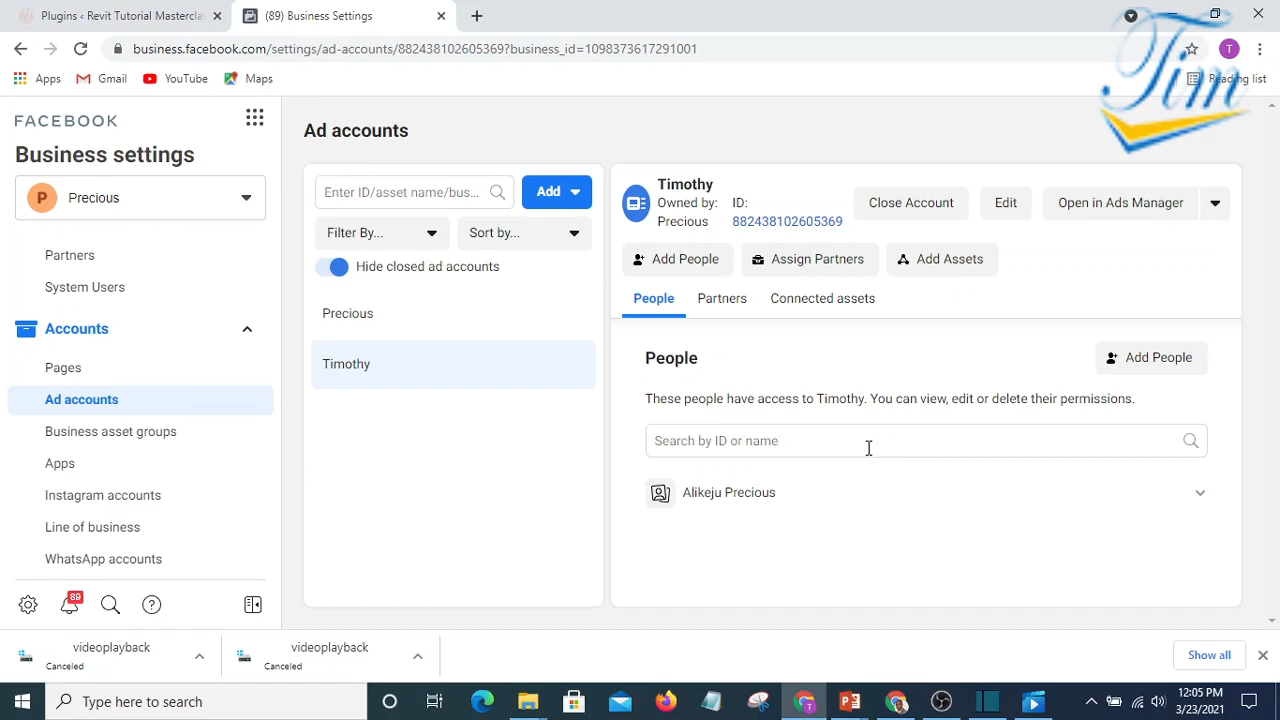 Plugins ‹ Revit Tutorial Mastercla
(89) Business Settings
business.facebook.com/settings/ad-accounts/882438102605369?business_id=1098373617291001
T
Apps
Gmail
YouTube
Maps
Reading list
Tim
FACEBOOK
Business settings
P
Precious
Partners
System Users
Accounts
Pages
Ad accounts
Business asset groups
Apps
Instagram accounts
Line of business
WhatsApp accounts
89
Ad accounts
Enter ID/asset name/bus...
Add
Filter By...
Sort by...
Hide closed ad accounts
Precious
Timothy
Timothy
Owned by:
Precious
ID:
882438102605369
Close Account
Edit
Open in Ads Manager
Add People
Assign Partners
Add Assets
People
Partners
Connected assets
People
Add People
These people have access to Timothy. You can view, edit or delete their permissions.
Search by ID or name
Alikeju Precious
videoplayback
Canceled
videoplayback
Canceled
Show all
Type here to search
12:05 PM
3/23/2021